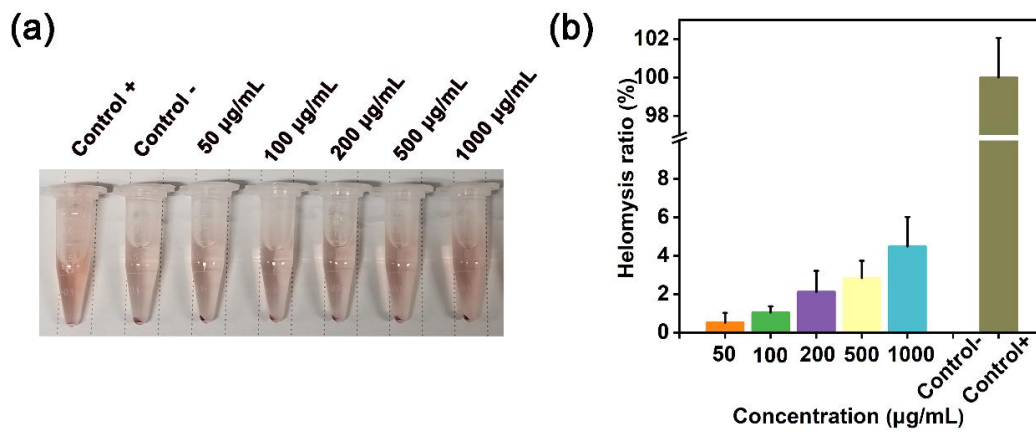 (a)
Control +
Control -
50 µg/mL
100 µg/mL
200 µg/mL
500 µg/mL
1000 µg/mL
(b)
Helomysis ratio (%)
102
100
98
8
6
4
2
0
50
100
200
500
1000
Control-
Control+
Concentration (µg/mL)